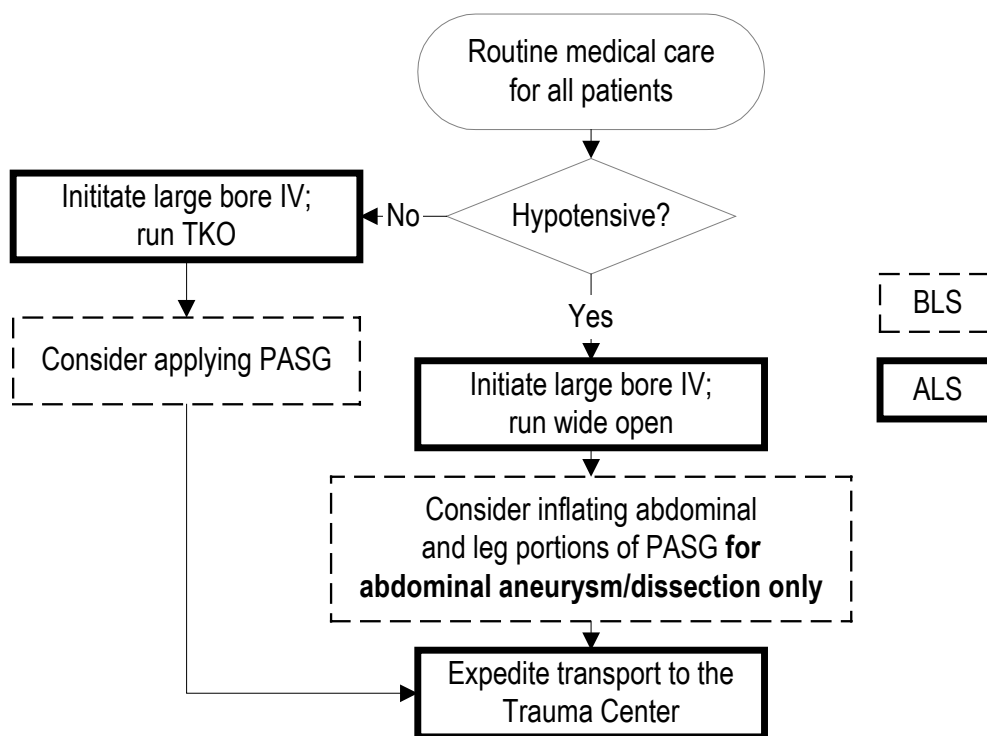 Routine medical care
for all patients
Hypotensive?
No
Inititate large bore IV;
run TKO
Consider applying PASG
Yes
Initiate large bore IV;
run wide open
Consider inflating abdominal
and leg portions of PASG for
abdominal aneurysm/dissection only
Expedite transport to the
Trauma Center
BLS
ALS